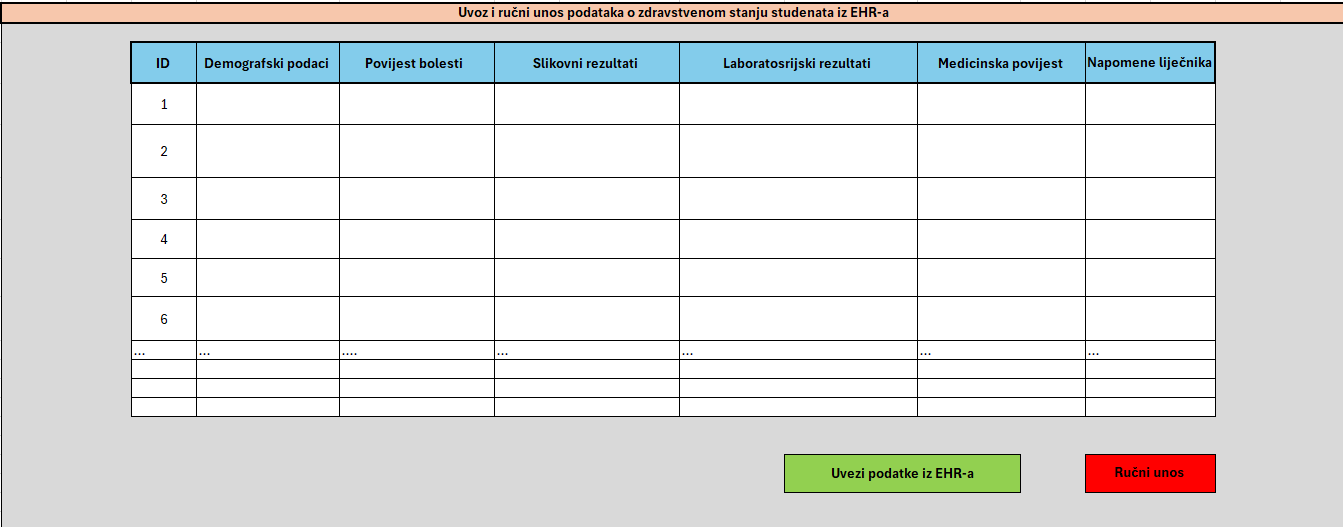 Uvoz i ručni unos podataka o zdravstvenom stanju studenata iz EHR-a
ID Demografski podaci Povijest bolesti Slikovni rezultati Laboratosrijski rezultati Medicinska povijest Napomene liječnika
1
2
3
4
5
6
... ... .... ... ... ... ...
Uvezi podatke iz EHR-a Ručni unos